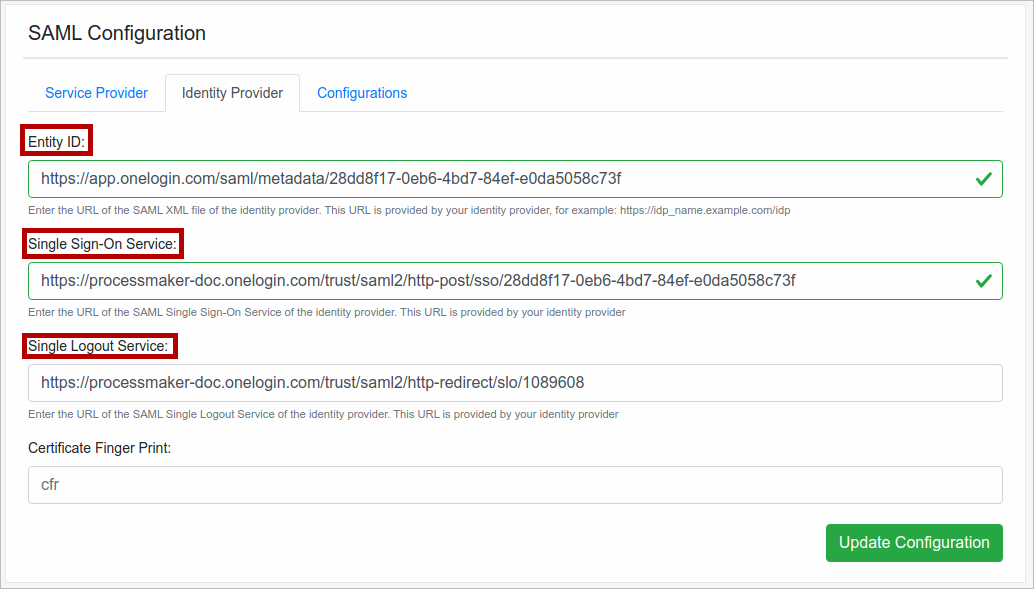 SAML Configuration
Service Provider Identity Provider Configurations
Entity ID:
https://app.onelogin.com/saml/metadata/28dd8f17-0eb6-4bd7-84ef-e0da5058c73f
Enter the URL of the SAML XML file of the identity provider. This URL is provided by your identity provider, for example: https://idp_name.example.com/idp
Single Sign-On Service:
https://processmaker-doc.onelogin.com/trust/saml2/http-post/sso/28dd8f17-0eb6-4bd7-84ef-e0da5058c73f
Enter the URL of the SAML Single Sign-On Service of the identity provider. This URL is provided by your identity provider
Single Logout Service:
https://processmaker-doc.onelogin.com/trust/saml2/http-redirect/slo/1089608
Enter the URL of the SAML Single Logout Service of the identity provider. This URL is provided by your identity provider
Certificate Finger Print:
cfr
Update Configuration